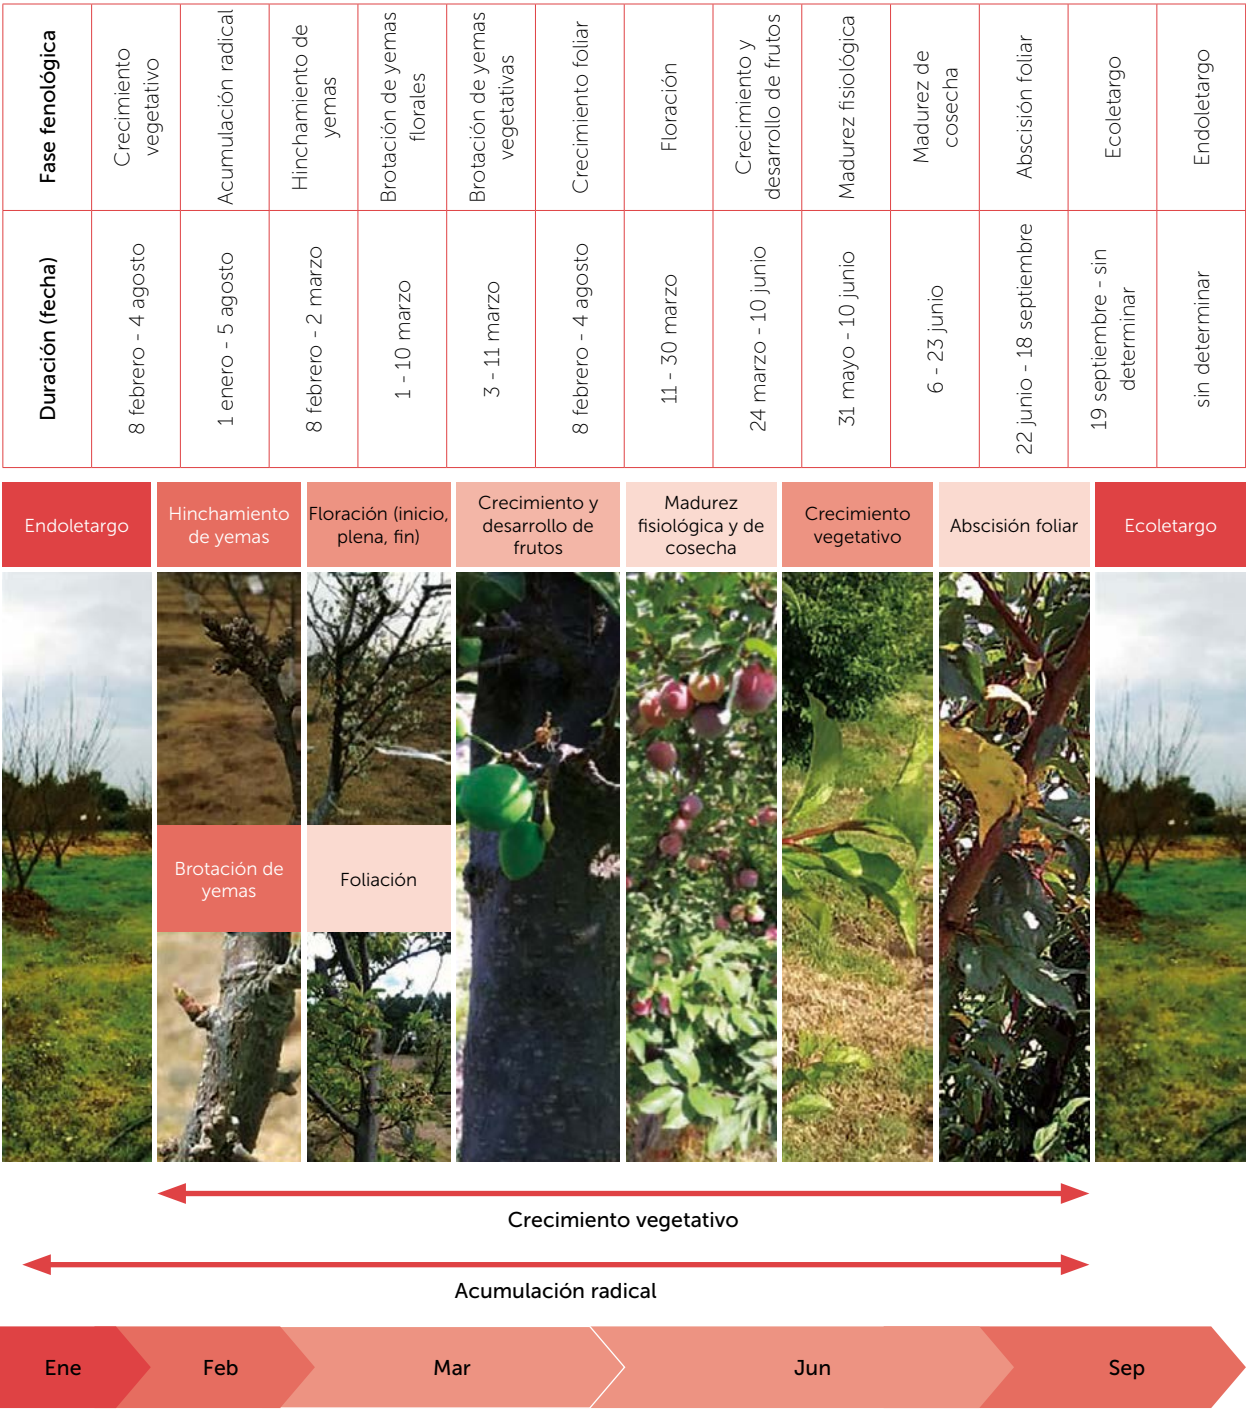 Fase fenológica
Crecimiento
vegetativo
Acumulación radical
Hinchamiento de
yemas
Brotación de yemas
florales
Brotación de yemas
vegetativas
Crecimiento foliar
Floración
Crecimiento y
desarrollo de frutos
Madurez fisiológica
Madurez de
cosecha
Abscisión foliar
Ecoletargo
Endoletargo
Duración (fecha)
8 febrero - 4 agosto
1 enero - 5 agosto
8 febrero - 2 marzo
1 - 10 marzo
3 - 11 marzo
8 febrero - 4 agosto
11 - 30 marzo
24 marzo - 10 junio
31 mayo - 10 junio
6 - 23 junio
22 junio - 18 septiembre
19 septiembre - sin
determinar
sin determinar
Endoletargo
Hinchamiento
de yemas
Floración (inicio,
plena, fin)
Crecimiento y
desarrollo de
frutos
Madurez
fisiológica y de
cosecha
Crecimiento
vegetativo
Abscisión foliar
Ecoletargo
Brotación de
yemas
Foliación
Crecimiento vegetativo
Acumulación radical
Ene
Feb
Mar
Jun
Sep